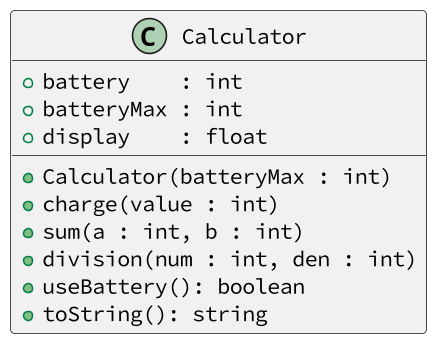 C Calculator
battery : int
batteryMax : int
display : float
Calculator(batteryMax : int)
charge(value : int)
sum(a : int, b : int)
division(num : int, den : int)
useBattery(): boolean
toString(): string